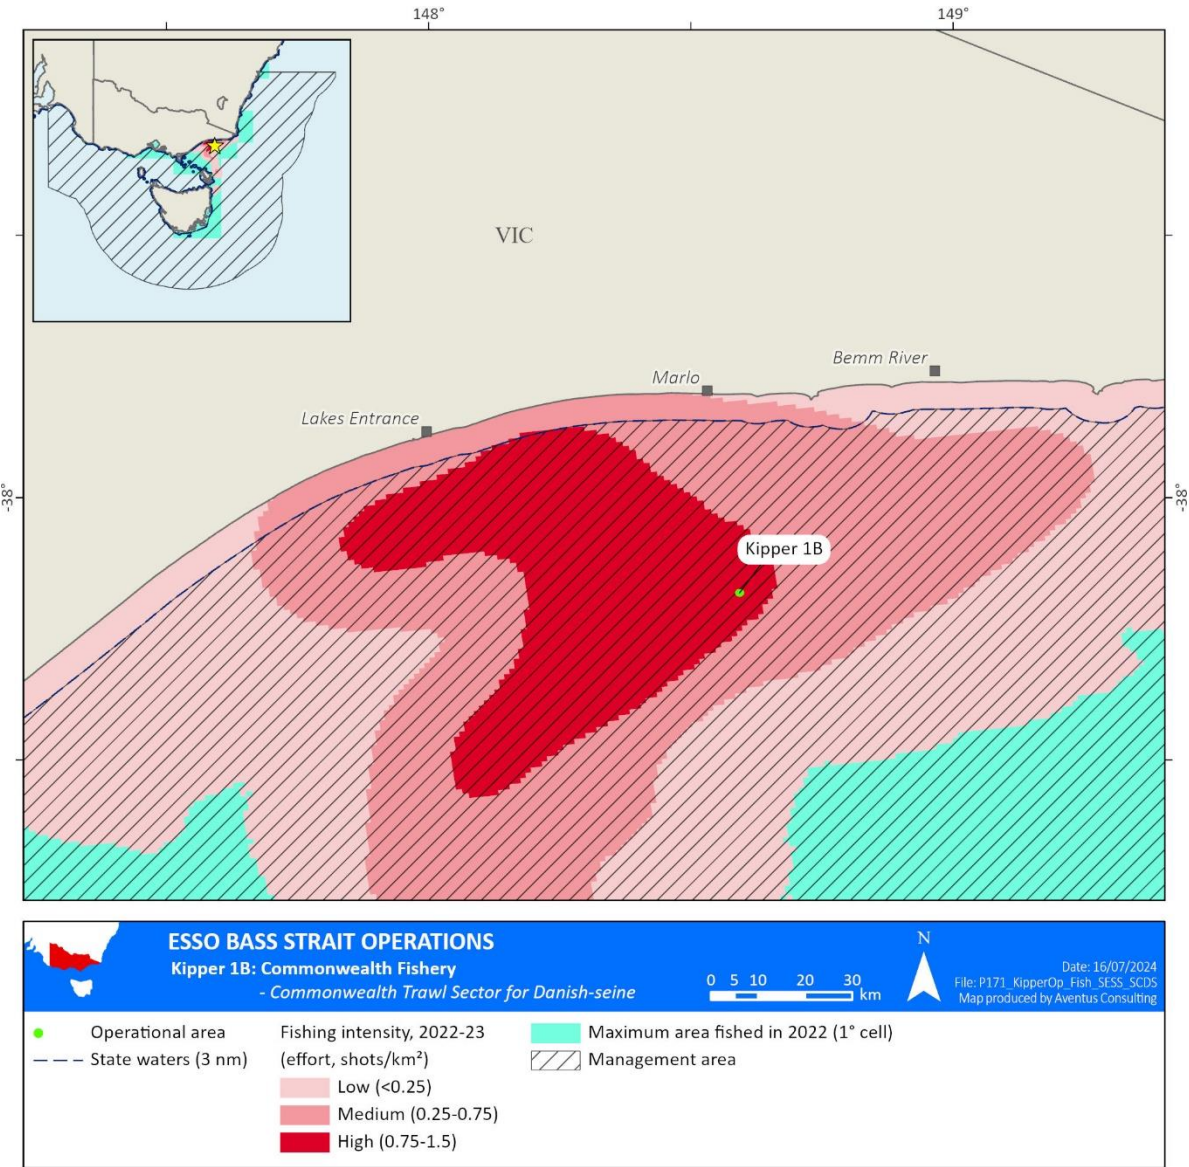 148°
149°
VIC
Bemm River
Marlo
Lakes Entrance
-38°
-38°
Kipper 1B
ESSO BASS STRAIT OPERATIONS
Kipper 1B: Commonwealth Fishery
- Commonwealth Trawl Sector for Danish-seine
0 5 10 20 30
km
N
Date: 16/07/2024
File: P171_KipperOp_Fish_SESS_SCDS
Map produced by Aventus Consulting
Operational area
State waters (3 nm)
Fishing intensity, 2022-23
(effort, shots/km²)
Low (<0.25)
Medium (0.25-0.75)
High (0.75-1.5)
Maximum area fished in 2022 (1° cell)
Management area